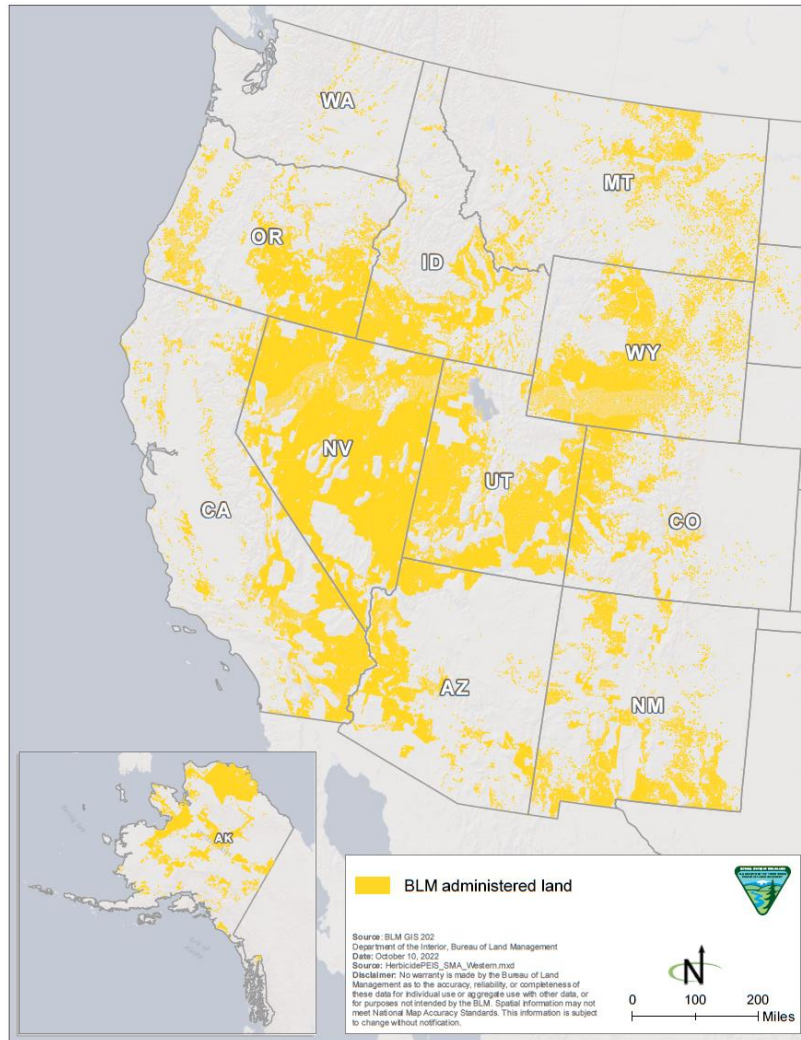 WA
MT
OR
ID
WY
NV
UT
CA
CO
AZ
NM
AK
BLM administered land
Source: BLM GIS 202
Department of the Interior, Bureau of Land Management
Date: October 10, 2022
Source: HerbicidePEIS_SMA_Western.mxd
Disclaimer: No warranty is made by the Bureau of Land
Management as to the accuracy, reliability, or completeness of
these data for individual use or aggregate use with other data, or
for purposes not intended by the BLM. Spatial information may not
meet National Map Accuracy Standards. This information is subject
to change without notification.
N
0 100 200
Miles